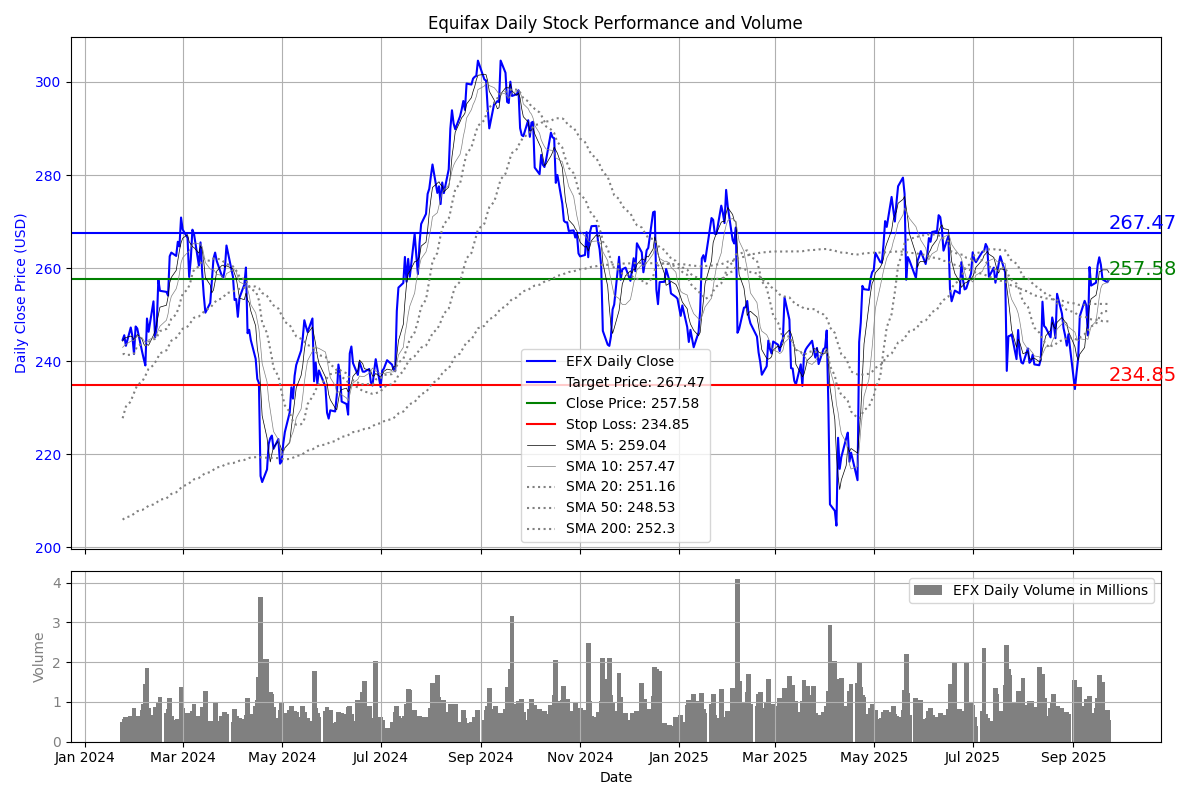 Equifax Daily Stock Performance and Volume
Daily Close Price (USD)
300
280
260
240
220
200
267.47
257.58
234.85
EFX Daily Close
Target Price: 267.47
Close Price: 257.58
Stop Loss: 234.85
SMA 5: 259.04
SMA 10: 257.47
SMA 20: 251.16
SMA 50: 248.53
SMA 200: 252.3
Volume
4
3
2
1
0
EFX Daily Volume in Millions
Jan 2024 Mar 2024 May 2024 Jul 2024 Sep 2024 Nov 2024 Jan 2025 Mar 2025 May 2025 Jul 2025 Sep 2025
Date